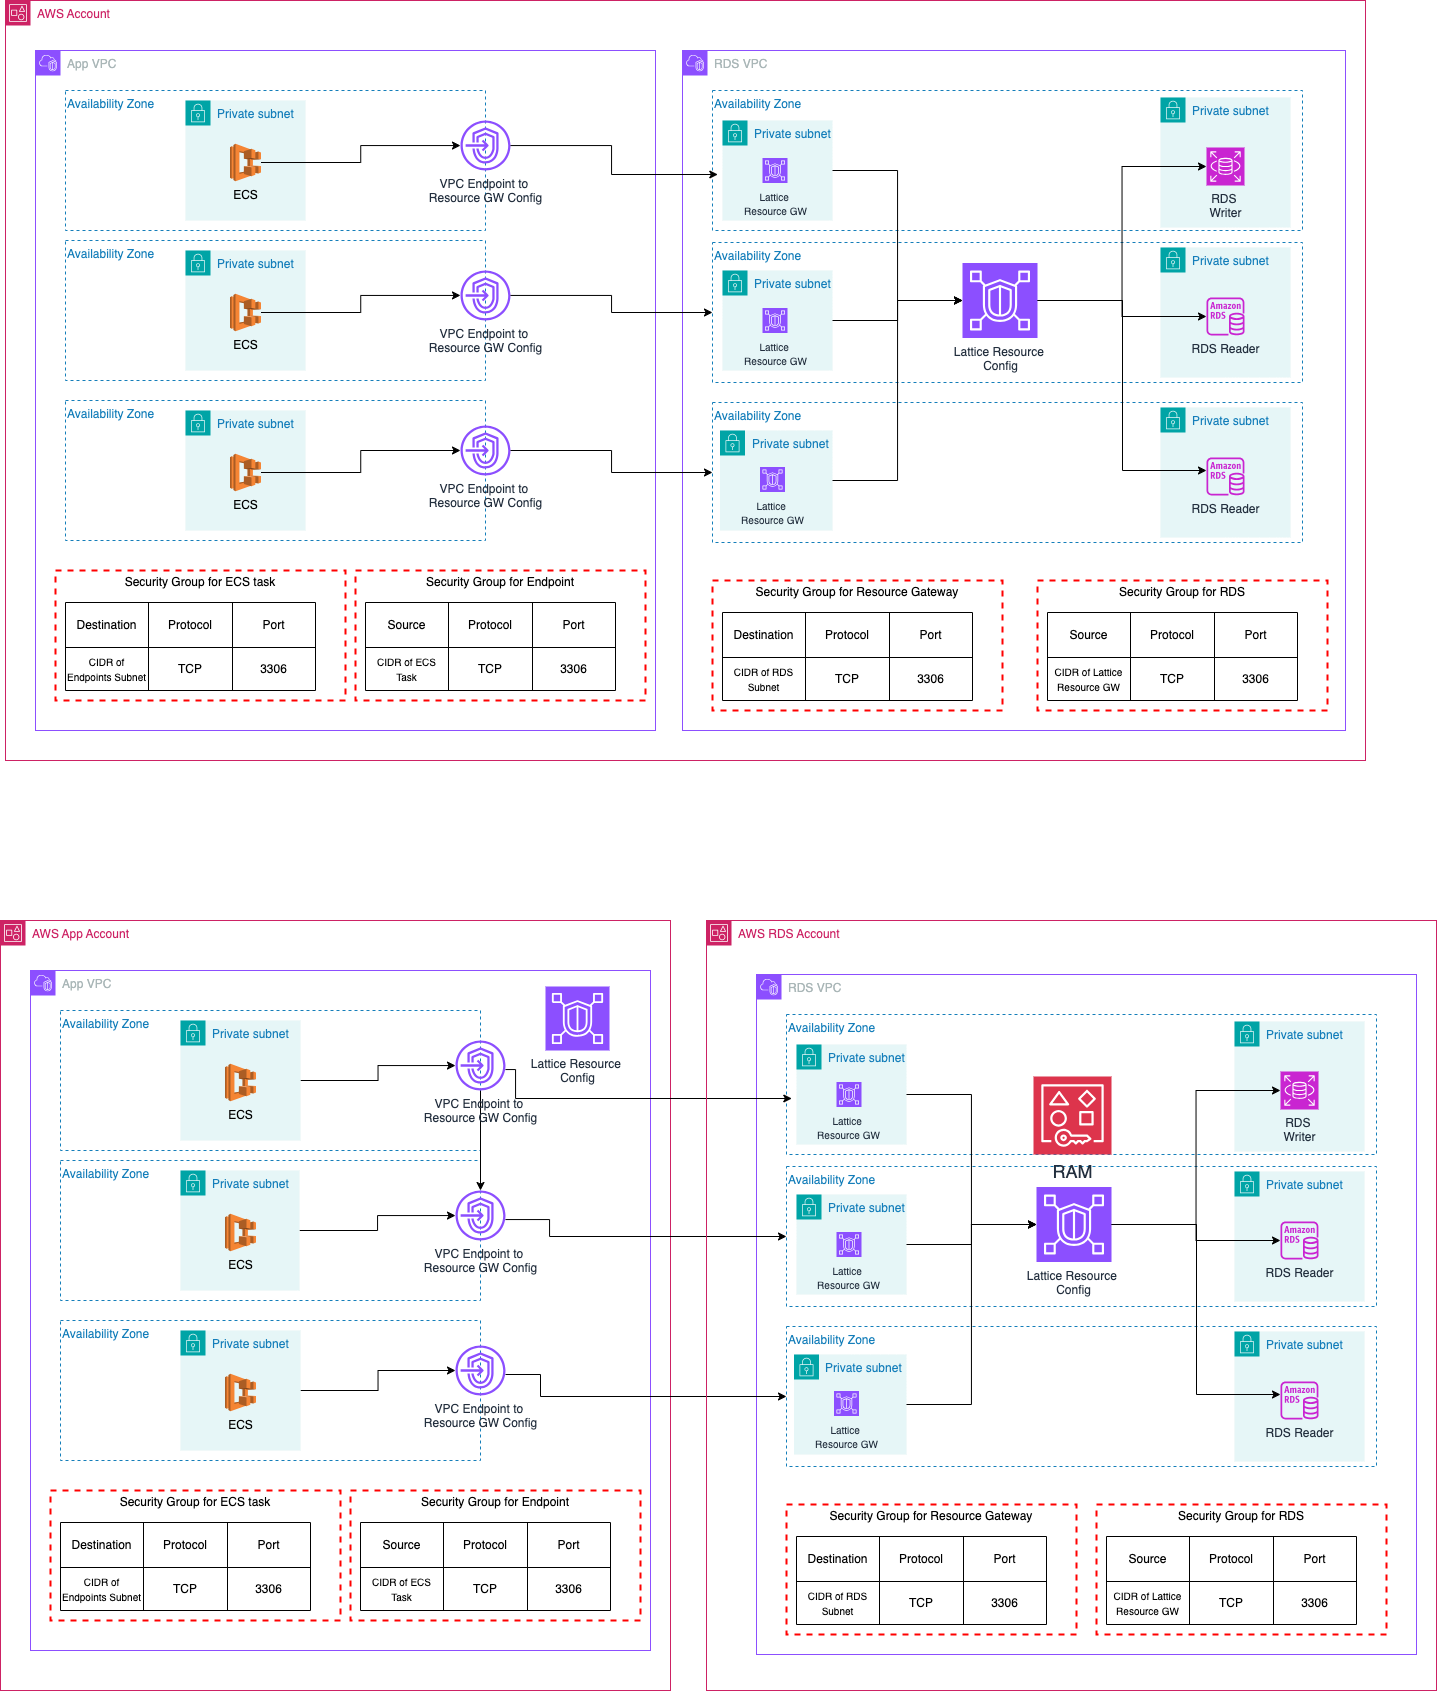 AWS Account
App VPC
Availability Zone
Private subnet
ECS
VPC Endpoint to
Resource GW Config
Availability Zone
Private subnet
ECS
VPC Endpoint to
Resource GW Config
Availability Zone
Private subnet
ECS
VPC Endpoint to
Resource GW Config
Security Group for ECS task
Destination Protocol Port
CIDR of
Endpoints Subnet
TCP 3306
Security Group for Endpoint
Source Protocol Port
CIDR of ECS
Task
TCP 3306
RDS VPC
Availability Zone
Private subnet
Lattice
Resource GW
Private subnet
RDS
Writer
Availability Zone
Private subnet
Lattice
Resource GW
Lattice Resource
Config
Private subnet
Amazon
RDS
RDS Reader
Availability Zone
Private subnet
Lattice
Resource GW
Private subnet
Amazon
RDS
RDS Reader
Security Group for Resource Gateway
Destination Protocol Port
CIDR of RDS
Subnet
TCP 3306
Security Group for RDS
Source Protocol Port
CIDR of Lattice
Resource GW
TCP 3306
AWS App Account
App VPC
Lattice Resource
Config
Availability Zone
Private subnet
ECS
VPC Endpoint to
Resource GW Config
Availability Zone
Private subnet
ECS
VPC Endpoint to
Resource GW Config
Availability Zone
Private subnet
ECS
VPC Endpoint to
Resource GW Config
Security Group for ECS task
Destination Protocol Port
CIDR of
Endpoints Subnet
TCP 3306
Security Group for Endpoint
Source Protocol Port
CIDR of ECS
Task
TCP 3306
AWS RDS Account
RDS VPC
Availability Zone
Private subnet
Lattice
Resource GW
RAM
Private subnet
RDS
Writer
Availability Zone
Private subnet
Lattice
Resource GW
Lattice Resource
Config
Private subnet
Amazon
RDS
RDS Reader
Availability Zone
Private subnet
Lattice
Resource GW
Private subnet
Amazon
RDS
RDS Reader
Security Group for Resource Gateway
Destination Protocol Port
CIDR of RDS
Subnet
TCP 3306
Security Group for RDS
Source Protocol Port
CIDR of Lattice
Resource GW
TCP 3306